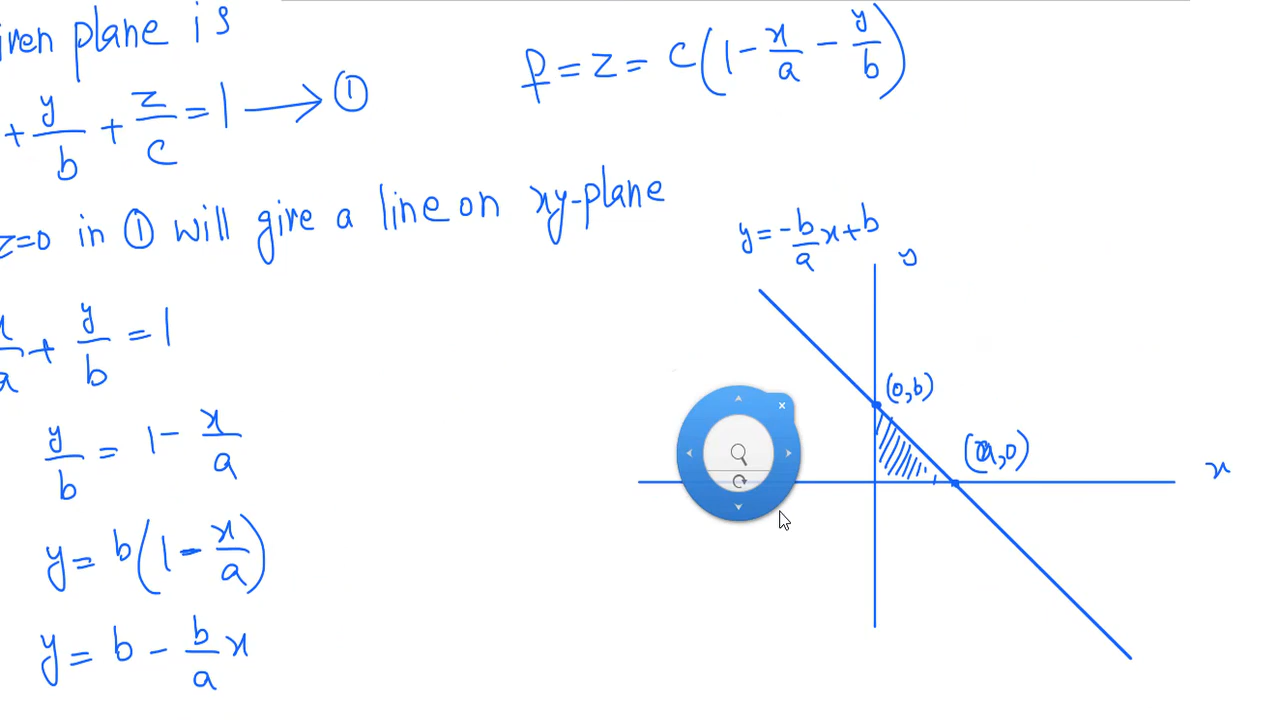 plane is
f = z = c(1 - x/a - y/b)
+ y/b + z/c = 1 → ①
z=0 in ① will give a line on xy-plane
y = -b/a x + b
y
x/a + y/b = 1
(0,b)
(a,0)
x
y/b = 1 - x/a
y = b(1 - x/a)
y = b - b/a x